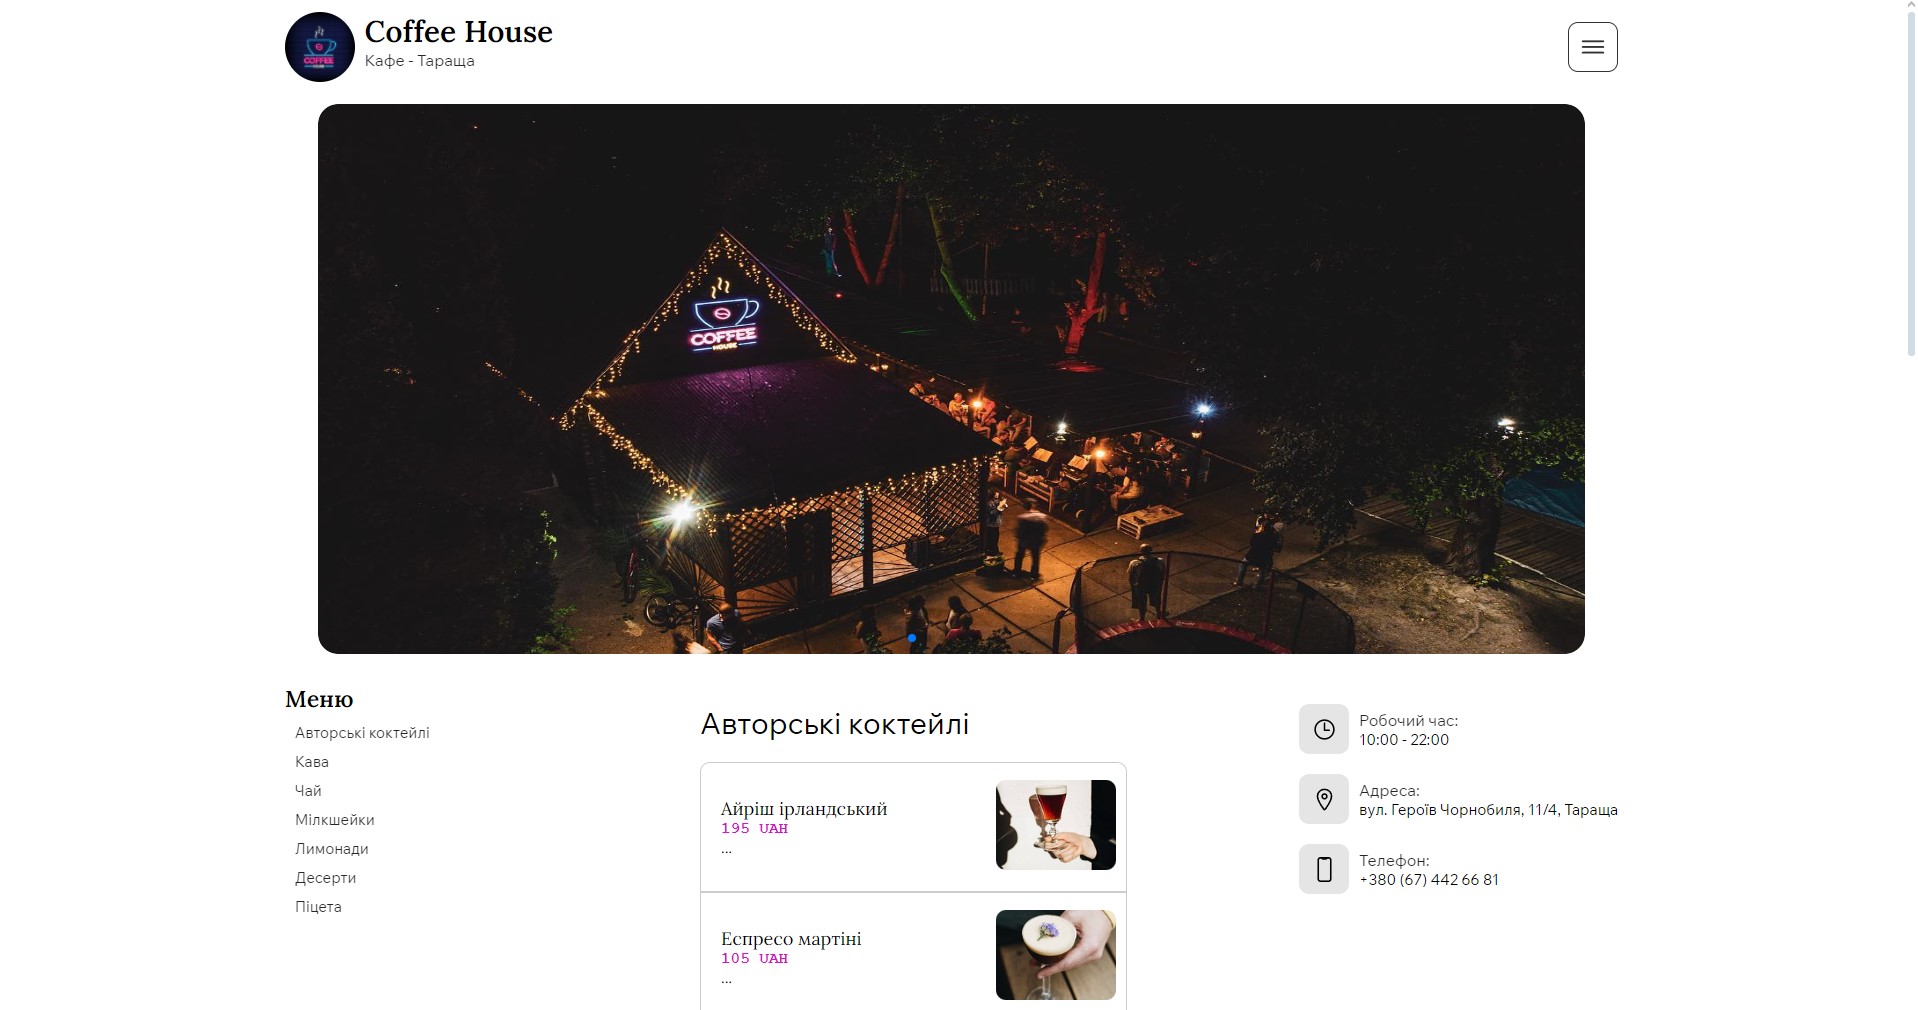 COFFEE
HOUSE
Coffee House
Кафе - Тараща
COFFEE
HOUSE
Меню
Авторські коктейлі
Кава
Чай
Мілкшейки
Лимонади
Десерти
Піцета
Авторські коктейлі
Айріш ірландський
195 UAH
...
Еспресо мартіні
105 UAH
...
Робочий час:
10:00 - 22:00
Адреса:
вул. Героїв Чорнобиля, 11/4, Тараща
Телефон:
+380 (67) 442 66 81